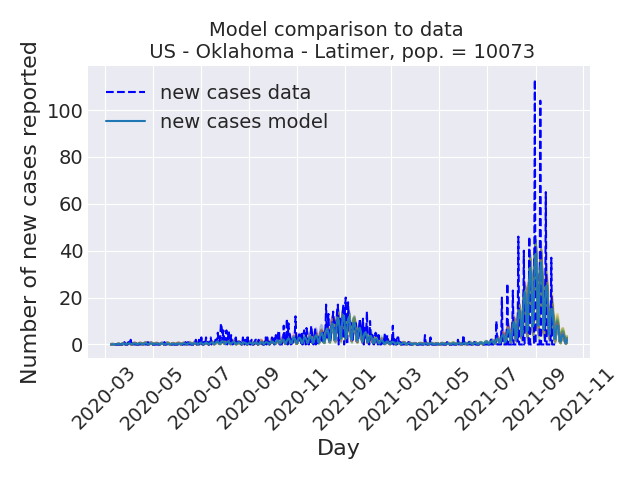 Model comparison to data
US - Oklahoma - Latimer, pop. = 10073
Number of new cases reported
new cases data
new cases model
100
80
60
40
20
0
2020-03
2020-05
2020-07
2020-09
2020-11
2021-01
2021-03
2021-05
2021-07
2021-09
2021-11
Day